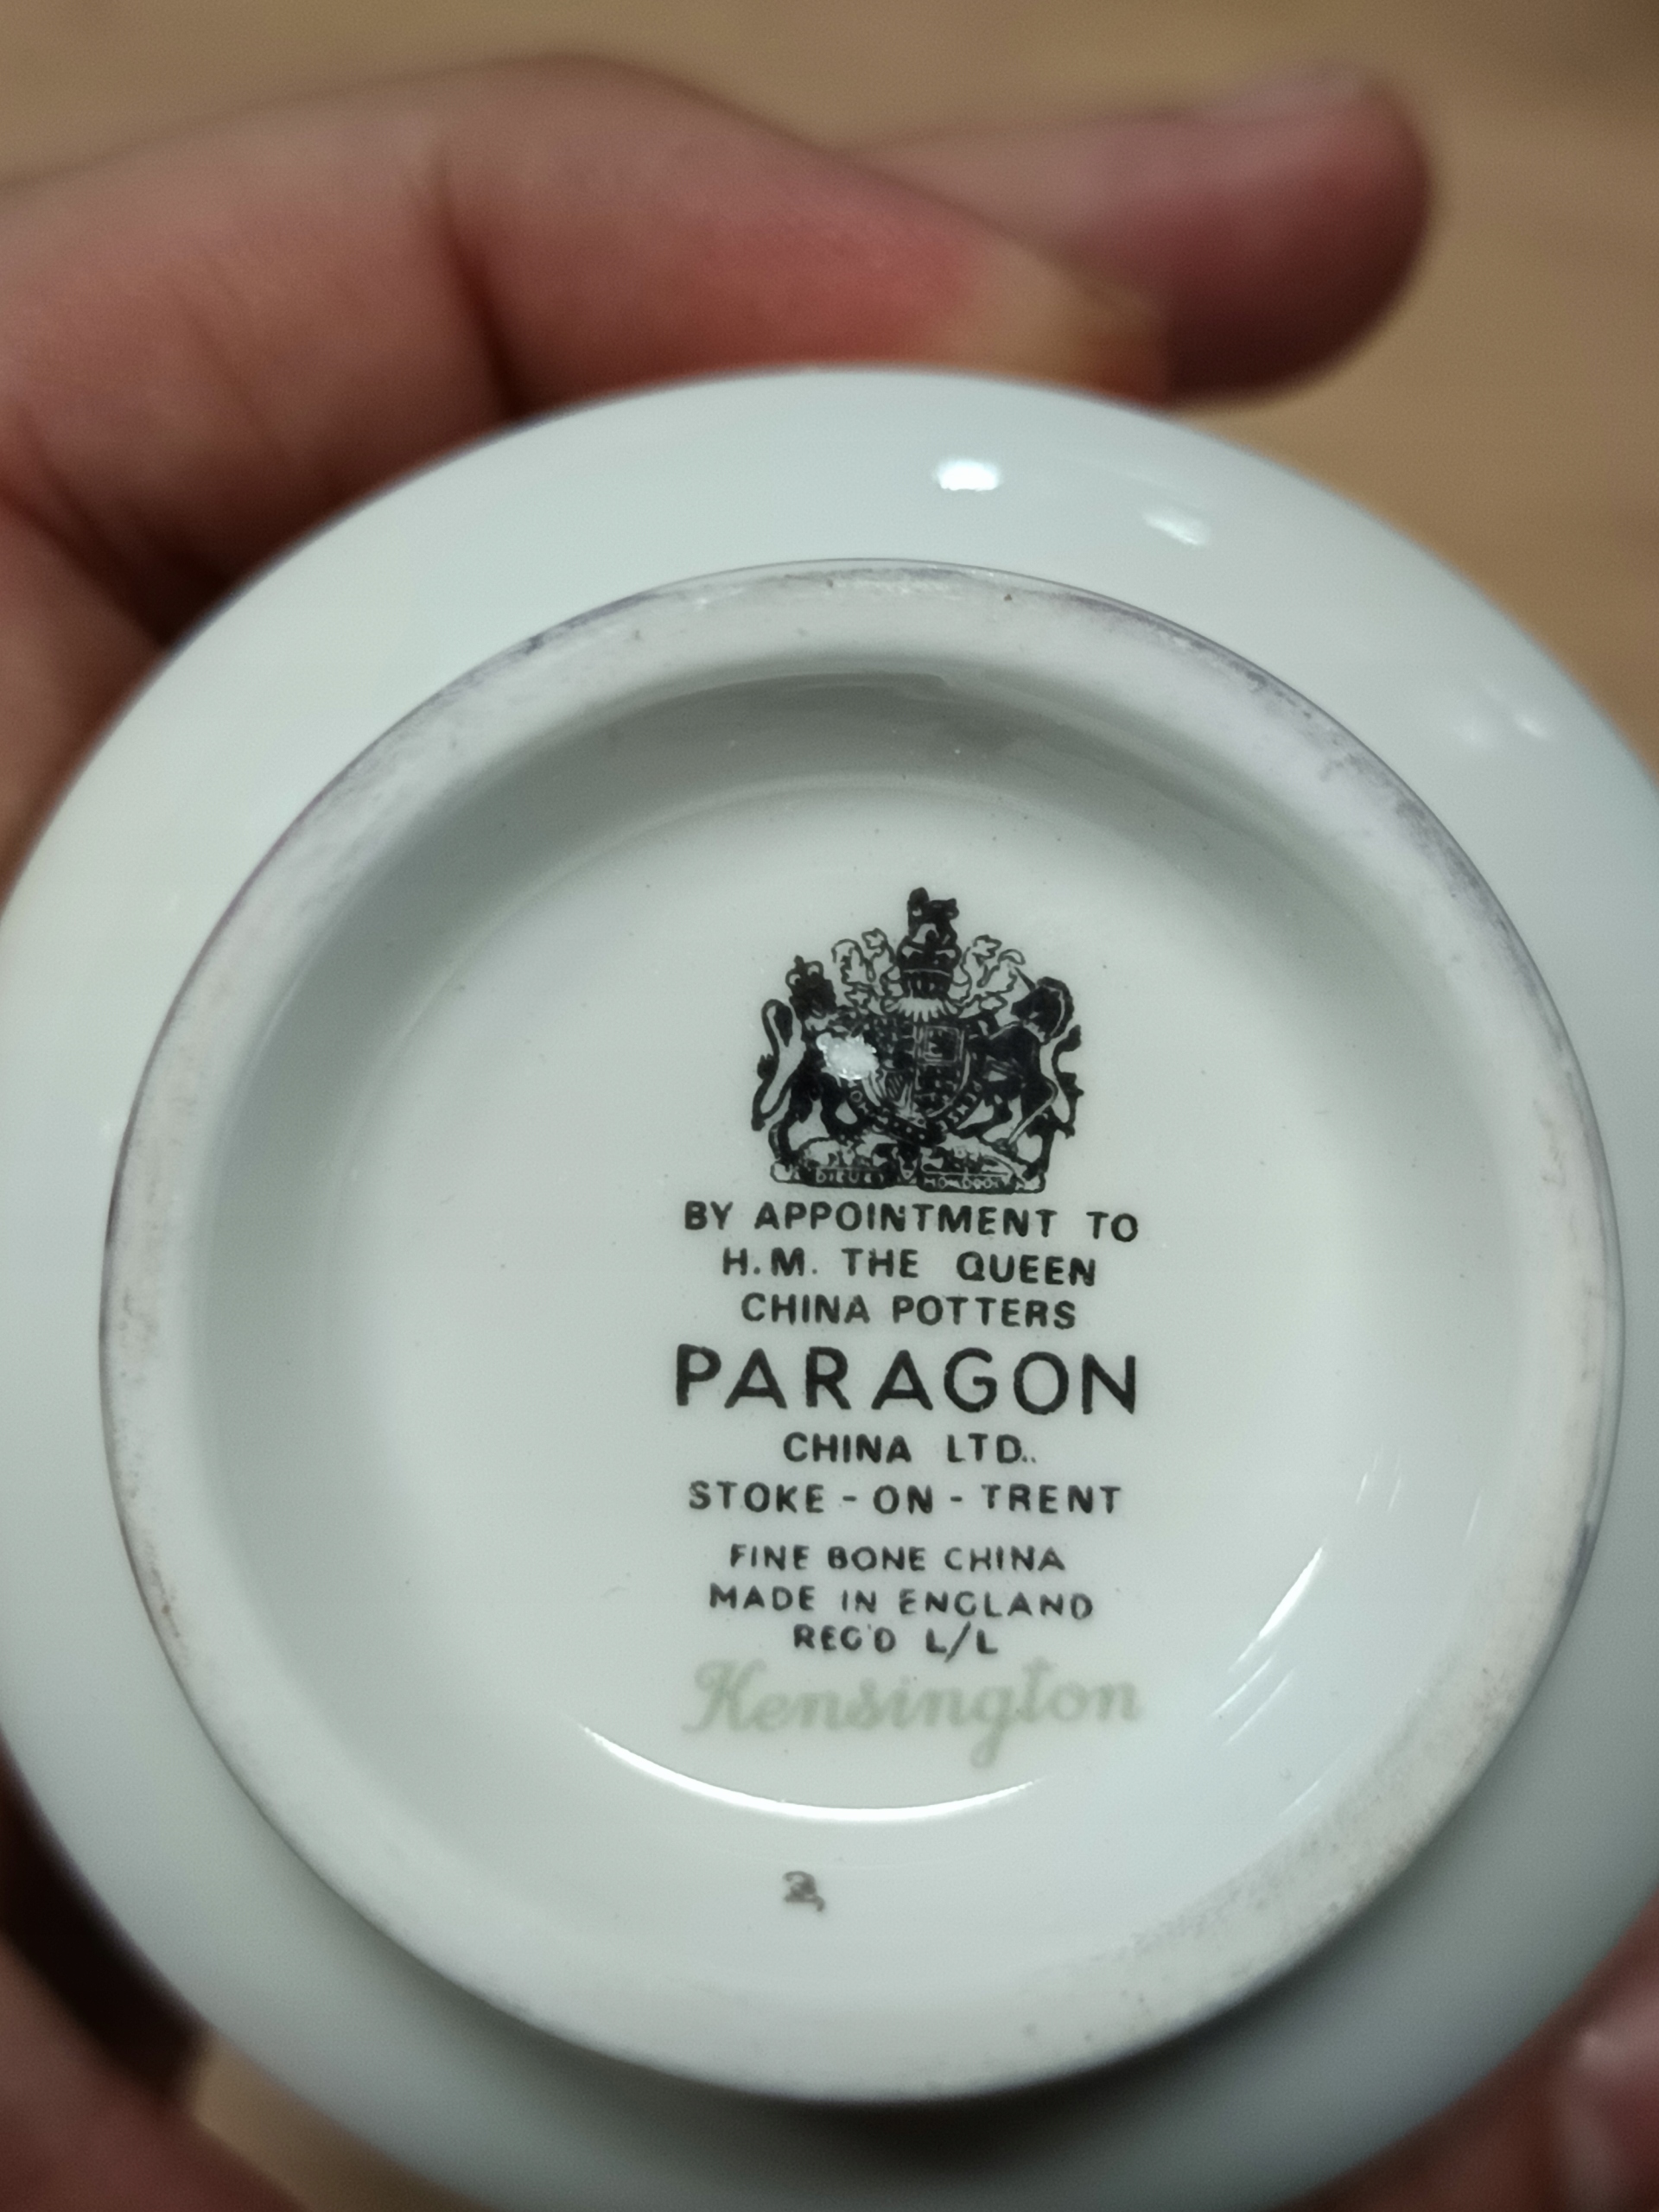 BY APPOINTMENT TO
H.M. THE QUEEN
CHINA POTTERS
PARAGON
CHINA LTD..
STOKE-ON-TRENT
FINE BONE CHINA
MADE IN ENGLAND
REG'D L/L
Kensington